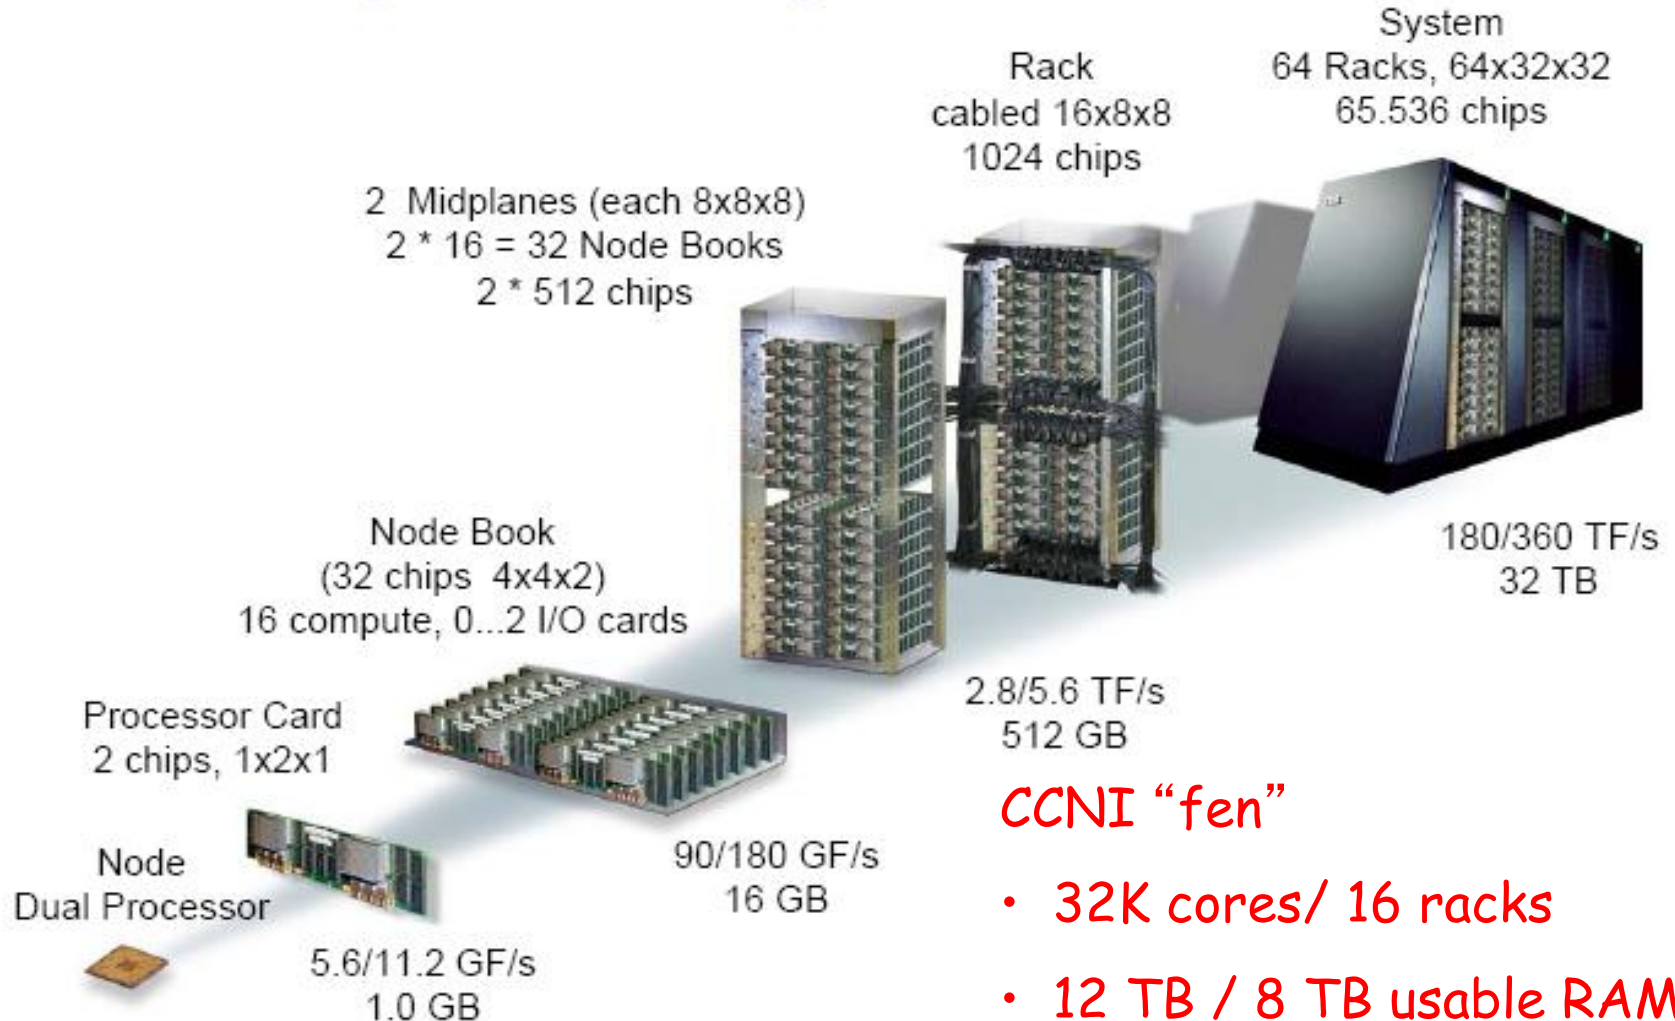 System
64 Racks, 64x32x32
65.536 chips
Rack
cabled 16x8x8
1024 chips
2 Midplanes (each 8x8x8)
2 * 16 = 32 Node Books
2 * 512 chips
180/360 TF/s
32 TB
Node Book
(32 chips 4x4x2)
16 compute, 0...2 I/O cards
2.8/5.6 TF/s
512 GB
Processor Card
2 chips, 1x2x1
90/180 GF/s
16 GB
Node
Dual Processor
5.6/11.2 GF/s
1.0 GB
CCNI “fen”
• 32K cores/ 16 racks
• 12 TB / 8 TB usable RAM